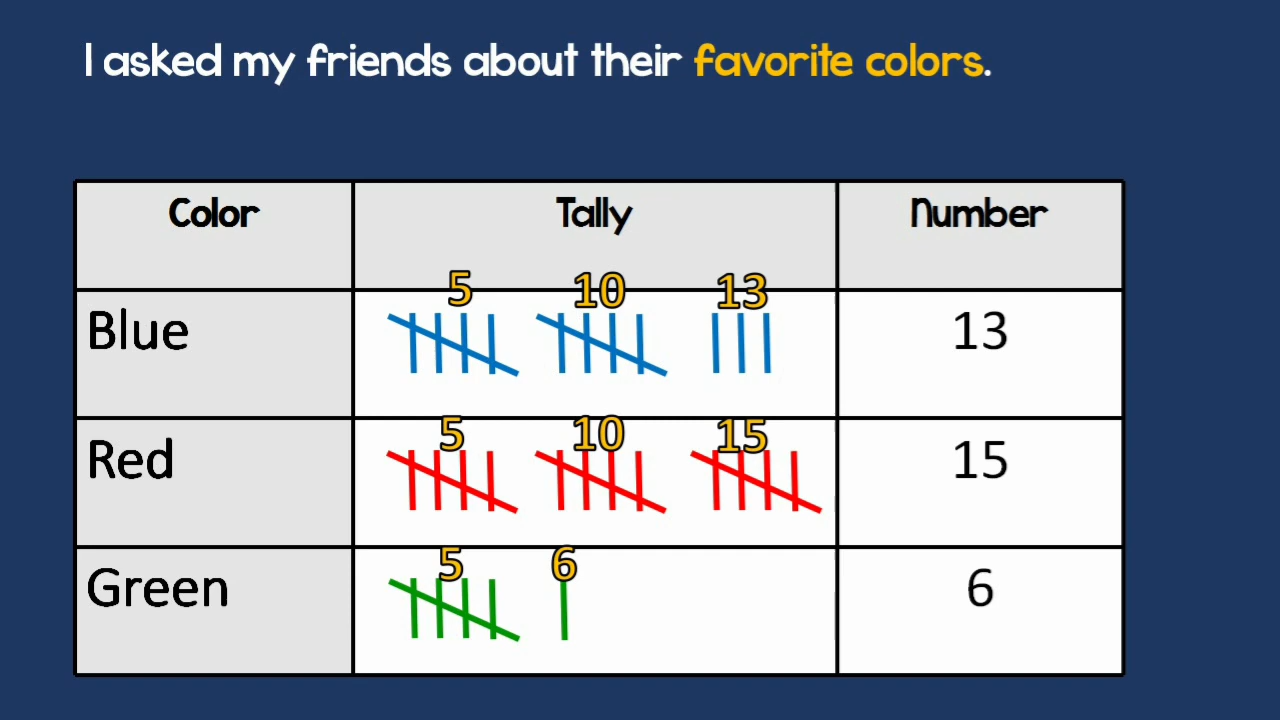 I asked my friends about their favorite colors.
Color Tally Number
5 10 13
Blue 13
5 10 15
Red 15
5 6
Green 6